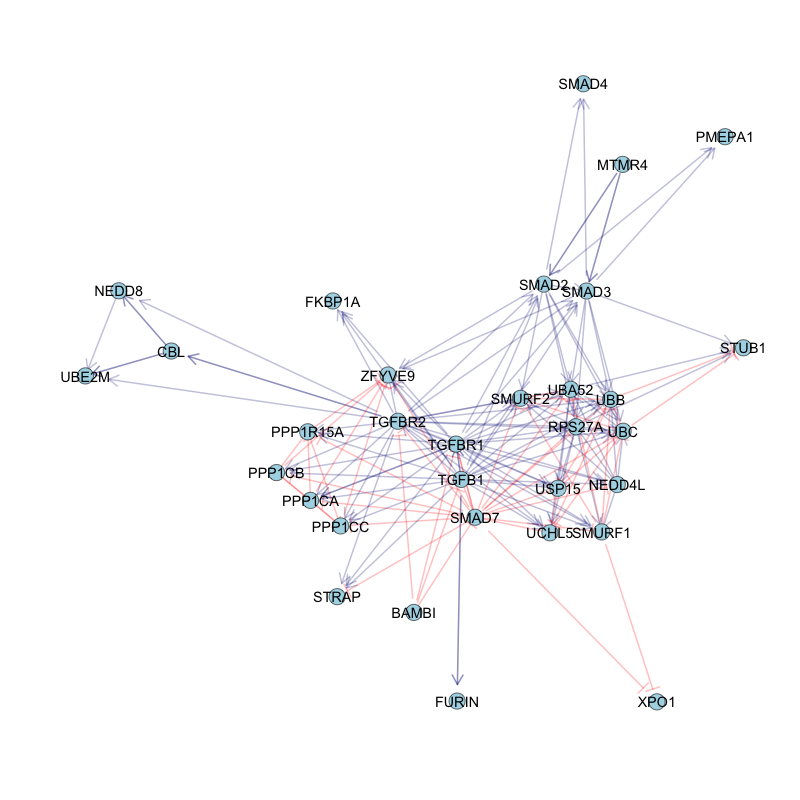 SMAD4
PMEPA1
MTMR4
SMAD2
SMAD3
NEDD8
FKBP1A
CBL
STUB1
UBE2M
ZFYVE9
UBA52
SMURF2
UBB
TGFBR2
RPS27A
PPP1R15A
UBC
TGFBR1
PPP1CB
TGFB1
NEDD4L
USP15
PPP1CA
SMAD7
PPP1CC
UCHL5
SMURF1
STRAP
BAMBI
FURIN
XPO1